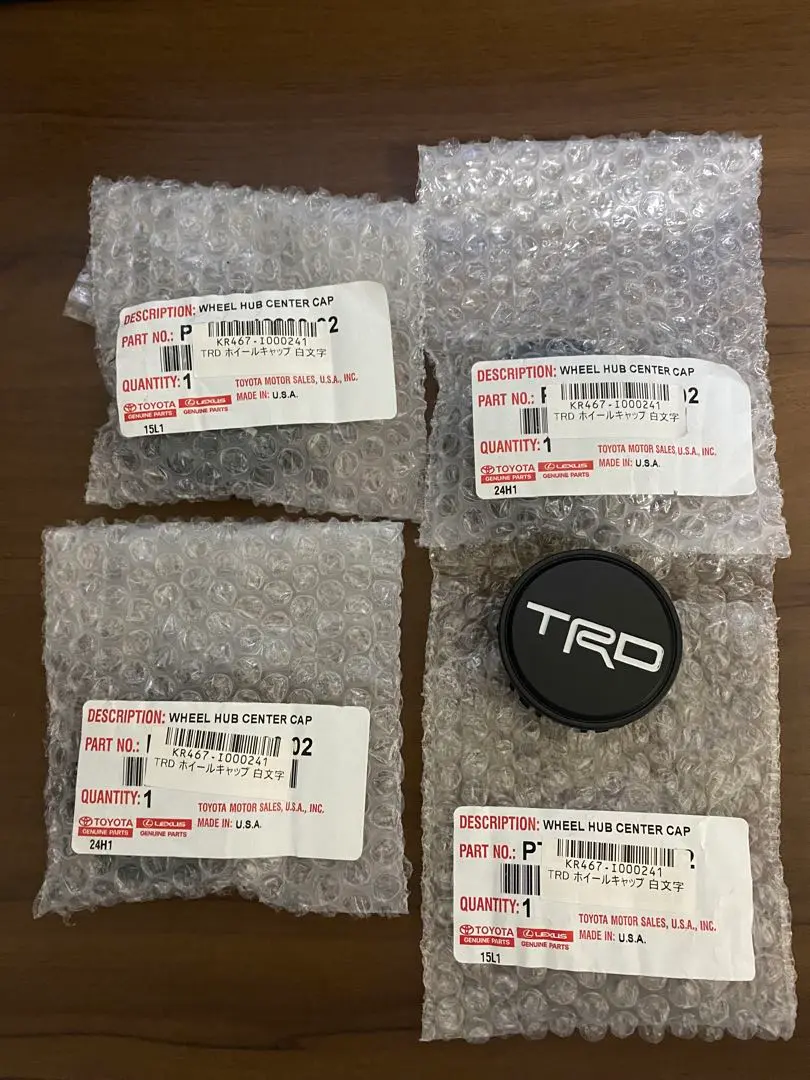 DESCRIPTION: WHEEL HUB CENTER CAP
PART NO.: P 02
KR467-I000241
TRD ホイールキャップ 白文字
QUANTITY: 1
TOYOTA MOTOR SALES, U.S.A., INC.
TOYOTA LEXUS MADE IN: U.S.A.
GENUINE PARTS GENUINE PARTS
15L1
DESCRIPTION: WHEEL HUB CENTER CAP
PART NO.: 02
KR467-I000241
TRD ホイールキャップ 白文字
QUANTITY: 1
TOYOTA MOTOR SALES, U.S.A., INC.
TOYOTA LEXUS MADE IN: U.S.A.
GENUINE PARTS GENUINE PARTS
24H1
DESCRIPTION: WHEEL HUB CENTER CAP
PART NO.: 02
KR467-I000241
TRD ホイールキャップ 白文字
QUANTITY: 1
TOYOTA MOTOR SALES, U.S.A., INC.
TOYOTA LEXUS MADE IN: U.S.A.
GENUINE PARTS GENUINE PARTS
24H1
TRD
DESCRIPTION: WHEEL HUB CENTER CAP
PART NO.: P
KR467-I000241
TRD ホイールキャップ 白文字
QUANTITY: 1
TOYOTA MOTOR SALES, U.S.A., INC.
TOYOTA LEXUS MADE IN: U.S.A.
GENUINE PARTS GENUINE PARTS
15L1